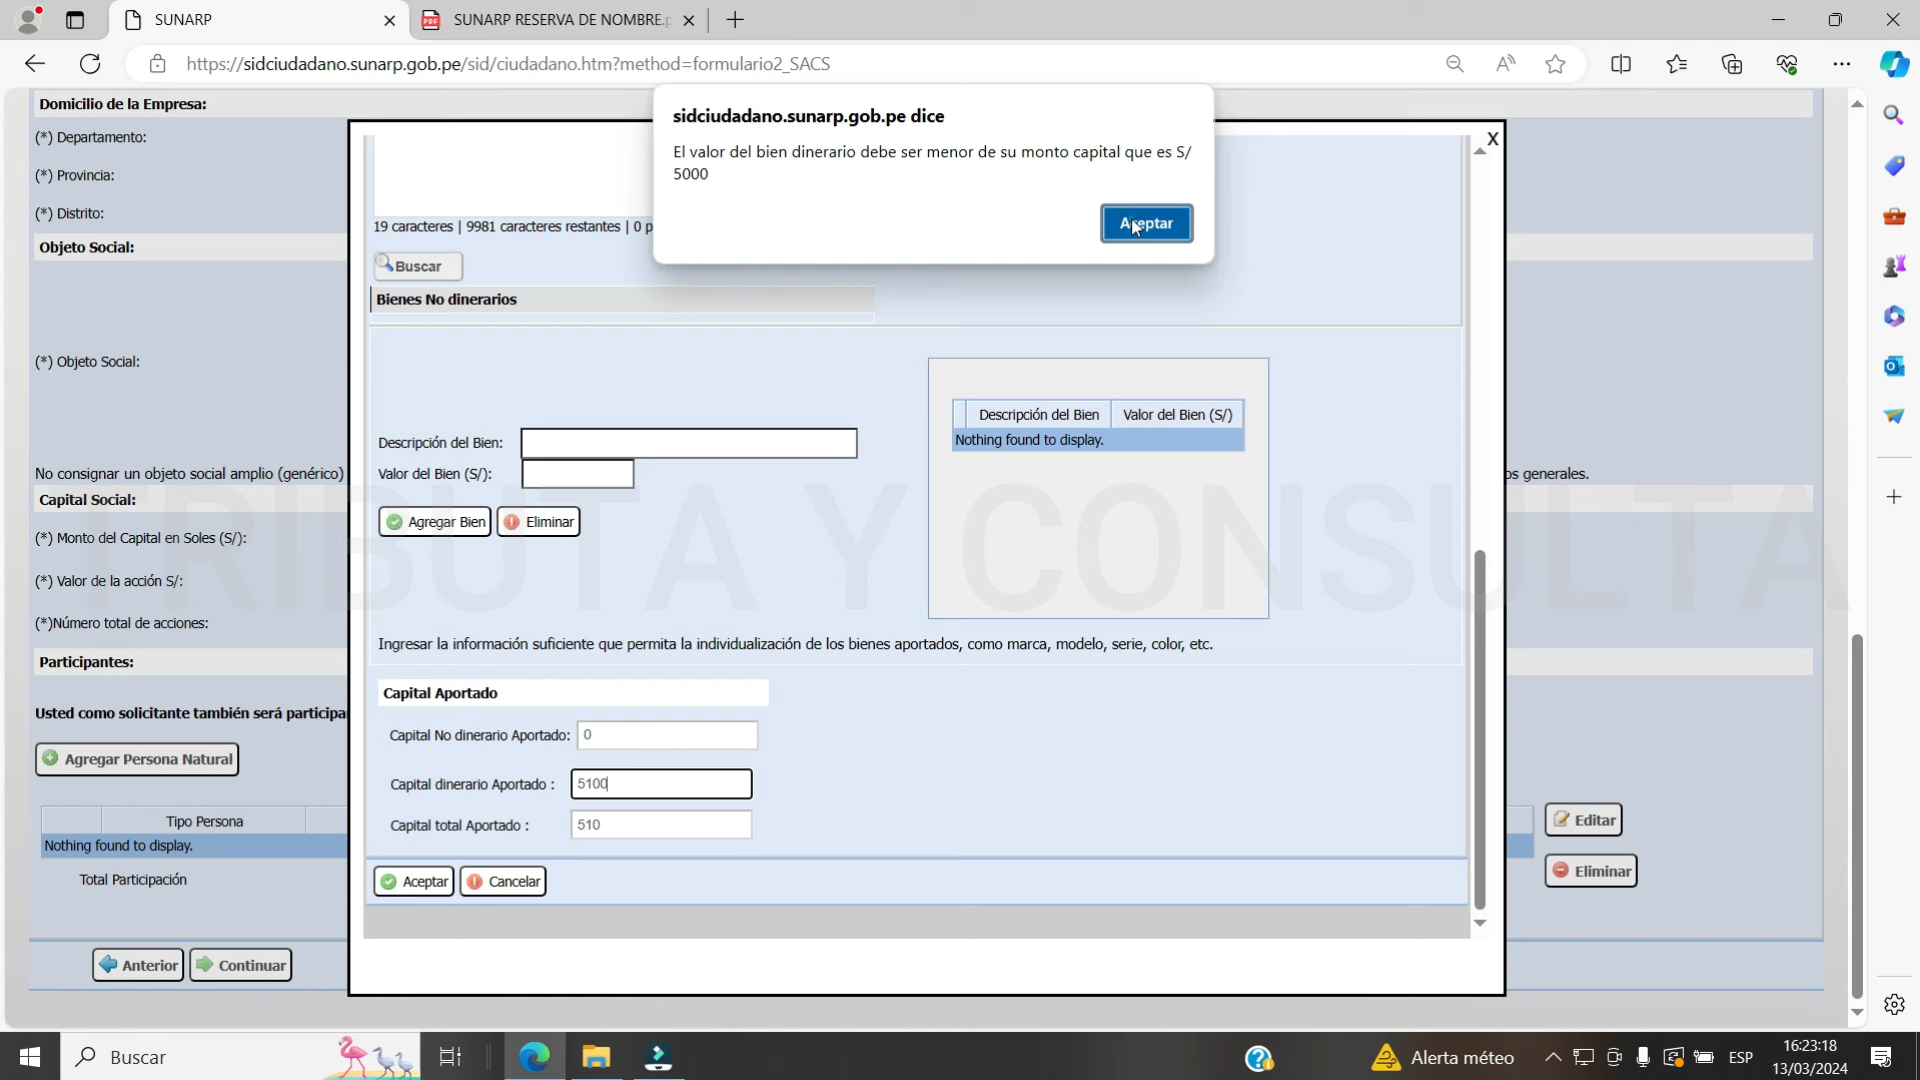 SUNARP
SUNARP RESERVA DE NOMBRE.p
https://sidciudadano.sunarp.gob.pe/sid/ciudadano.htm?method=formulario2_SACS
sidciudadano.sunarp.gob.pe dice
El valor del bien dinerario debe ser menor de su monto capital que es S/
5000
Aceptar
Domicilio de la Empresa:
(*) Departamento:
(*) Provincia:
(*) Distrito:
Objeto Social:
(*) Objeto Social:
No consignar un objeto social amplio (genérico)
os generales.
Capital Social:
(*) Monto del Capital en Soles (S/):
(*) Valor de la acción S/:
(*)Número total de acciones:
Participantes:
Usted como solicitante también será participa
Agregar Persona Natural
Tipo Persona
Nothing found to display.
Total Participación
Editar
Eliminar
Anterior
Continuar
X
19 caracteres | 9981 caracteres restantes | 0 p
Buscar
Bienes No dinerarios
Descripción del Bien:
Valor del Bien (S/):
Agregar Bien
Eliminar
Descripción del Bien
Valor del Bien (S/)
Nothing found to display.
Ingresar la información suficiente que permita la individualización de los bienes aportados, como marca, modelo, serie, color, etc.
Capital Aportado
Capital No dinerario Aportado:
0
Capital dinerario Aportado :
5100
Capital total Aportado :
510
Aceptar
Cancelar
TRIBUTA Y CONSULTA
Buscar
Alerta méteo
ESP
16:23:18
13/03/2024